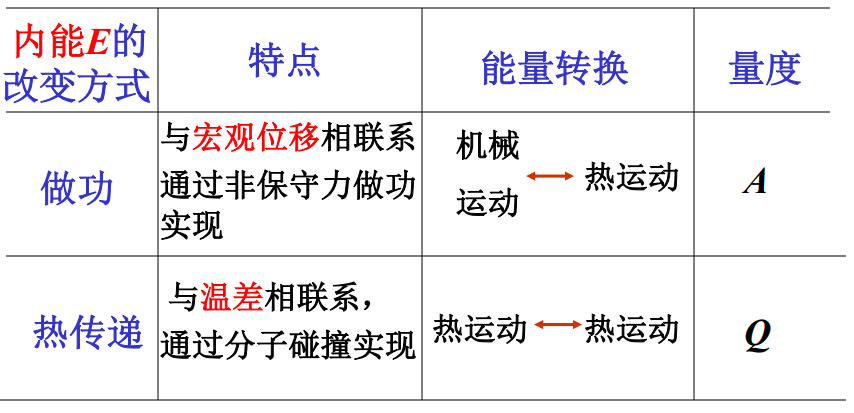 内能E的
改变方式
特点
能量转换
量度
做功
与宏观位移相联系
通过非保守力做功
实现
机械
运动
热运动
A
热传递
与温差相联系，
通过分子碰撞实现
热运动
热运动
Q